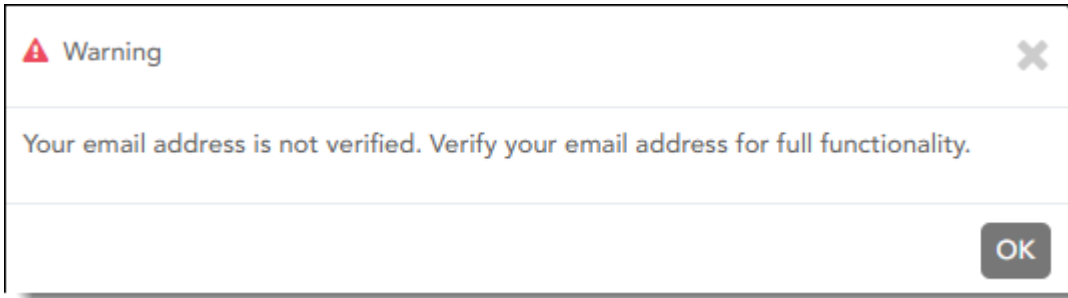 Warning
Your email address is not verified. Verify your email address for full functionality.
OK